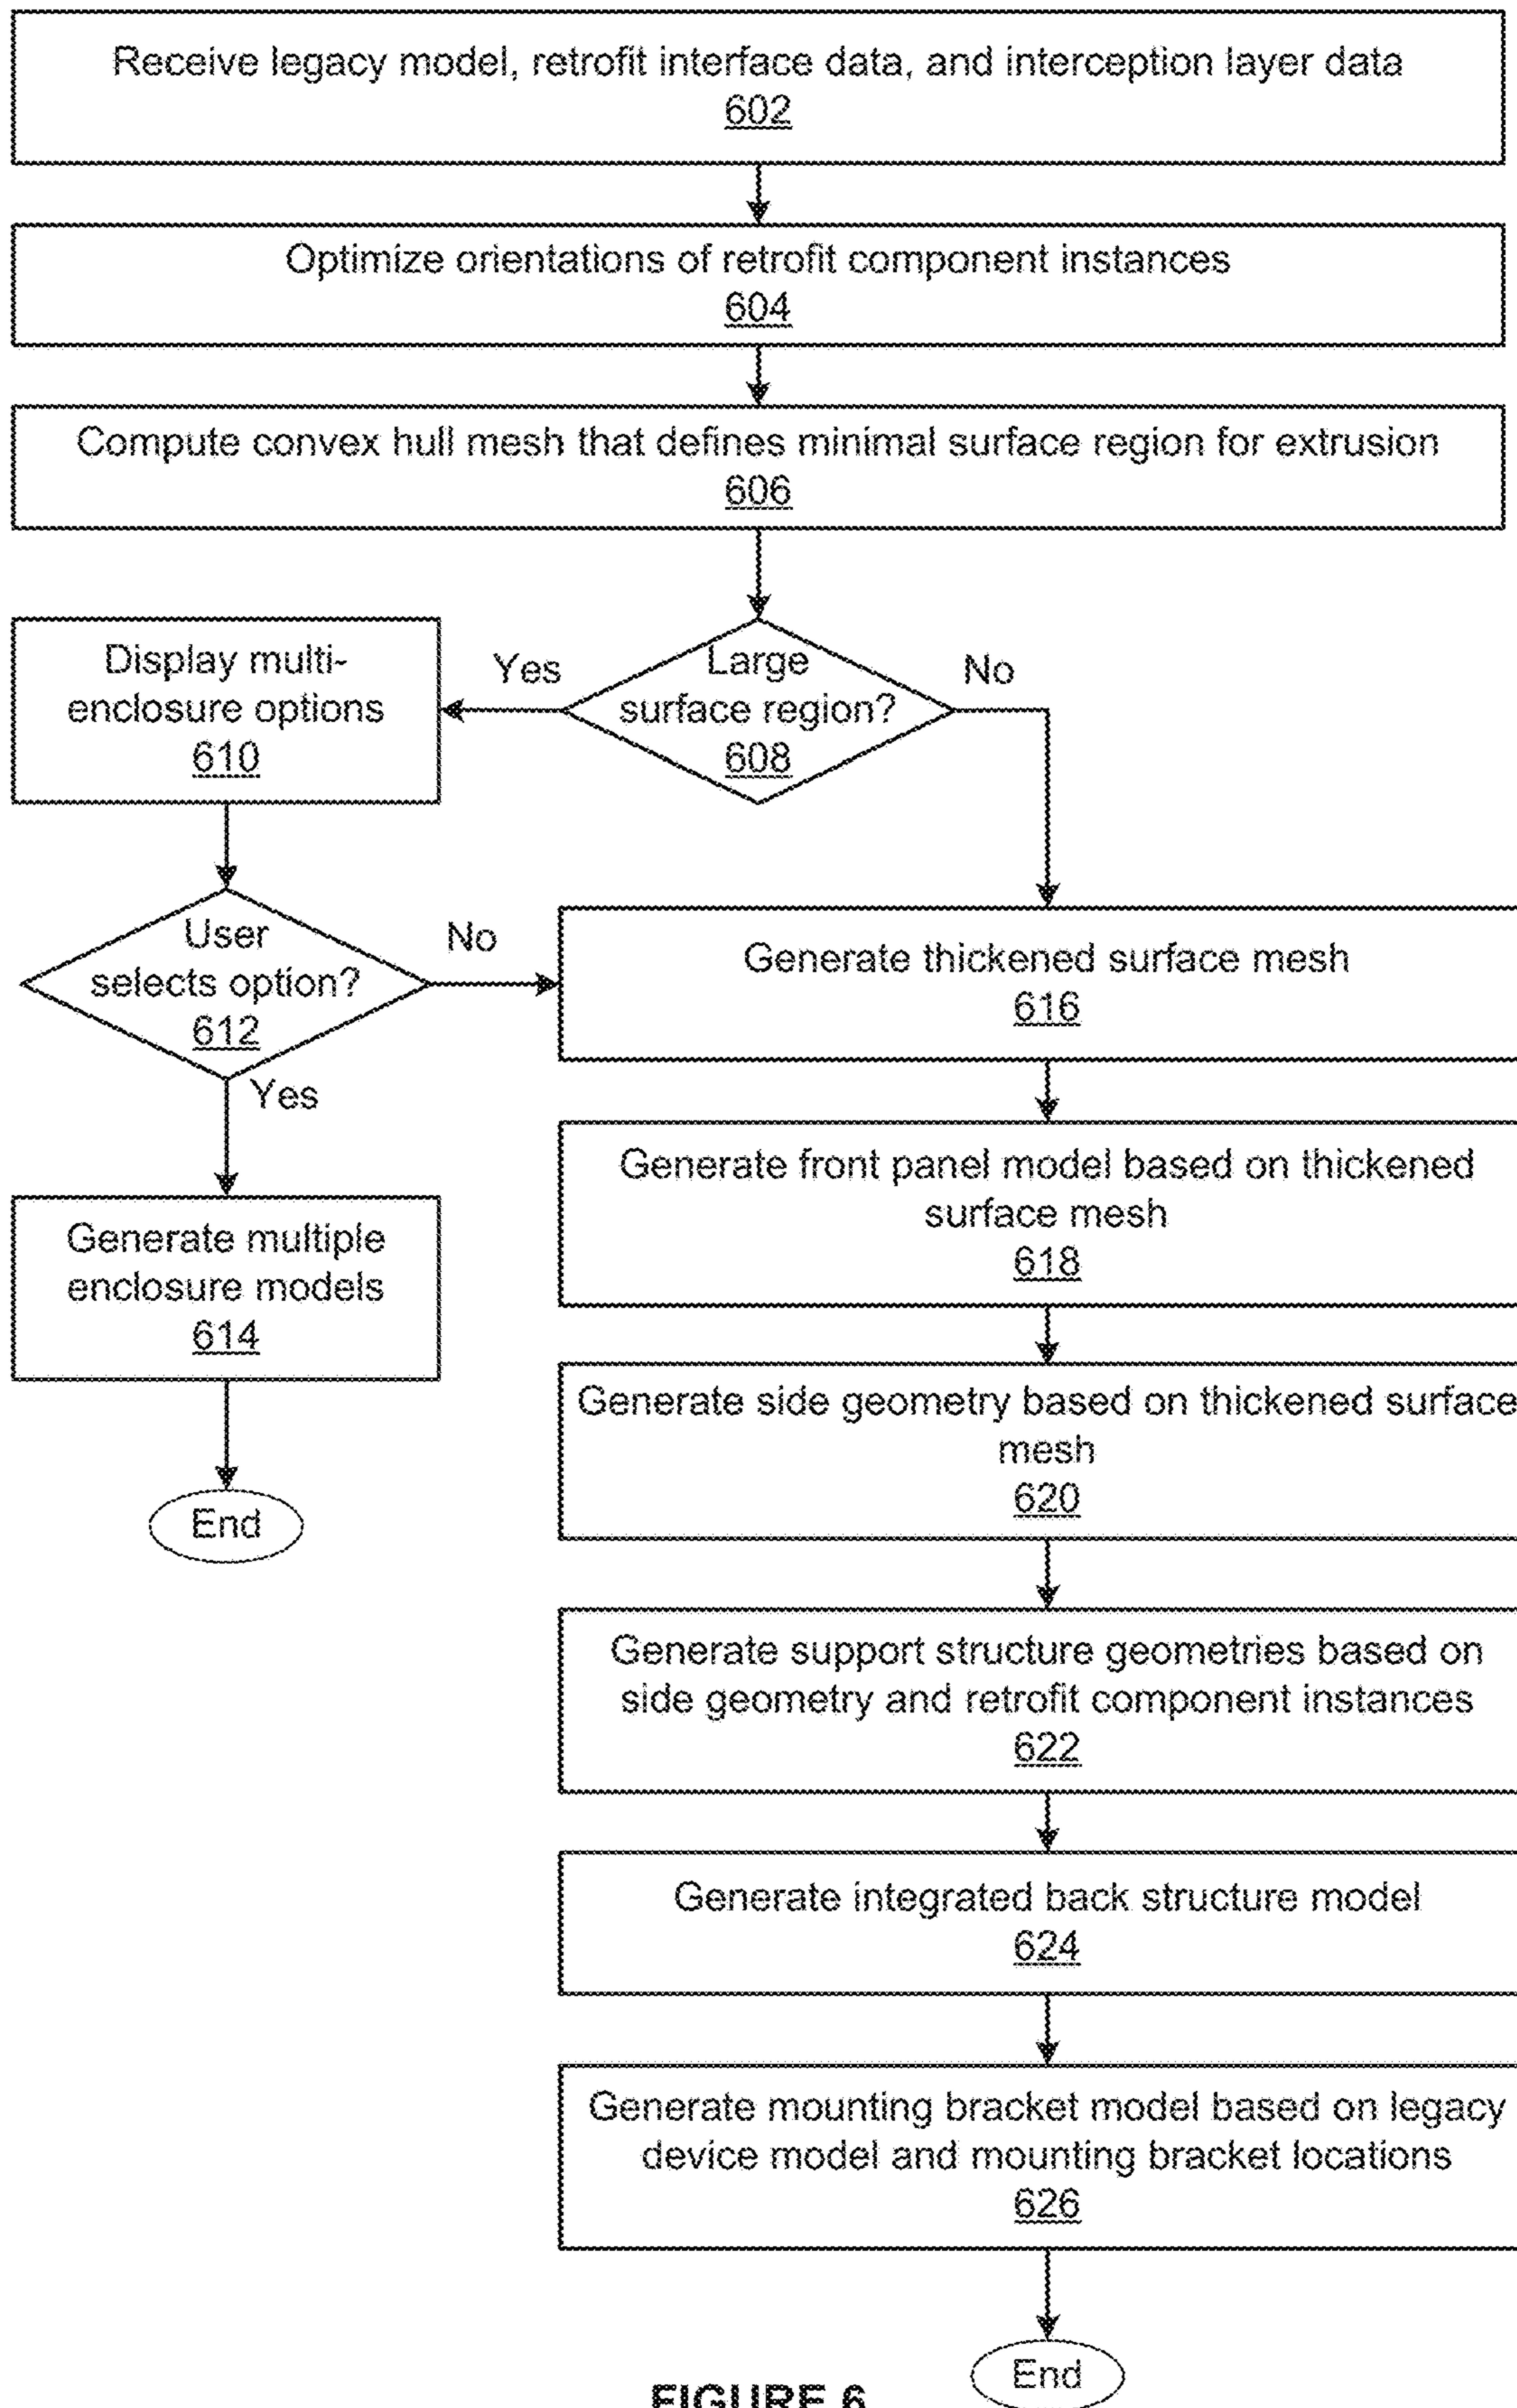 Receive legacy model, retrofit interface data, and interception layer data
602
Optimize orientations of retrofit component instances
604
Compute convex hull mesh that defines minimal surface region for extrusion
606
Display multi-
enclosure options
610
Yes
Large
surface region?
608
No
User
selects option?
612
No
Yes
Generate thickened surface mesh
616
Generate front panel model based on thickened
surface mesh
618
Generate multiple
enclosure models
614
End
Generate side geometry based on thickened surface
mesh
620
Generate support structure geometries based on
side geometry and retrofit component instances
622
Generate integrated back structure model
624
Generate mounting bracket model based on legacy
device model and mounting bracket locations
626
End
FIGURE 6